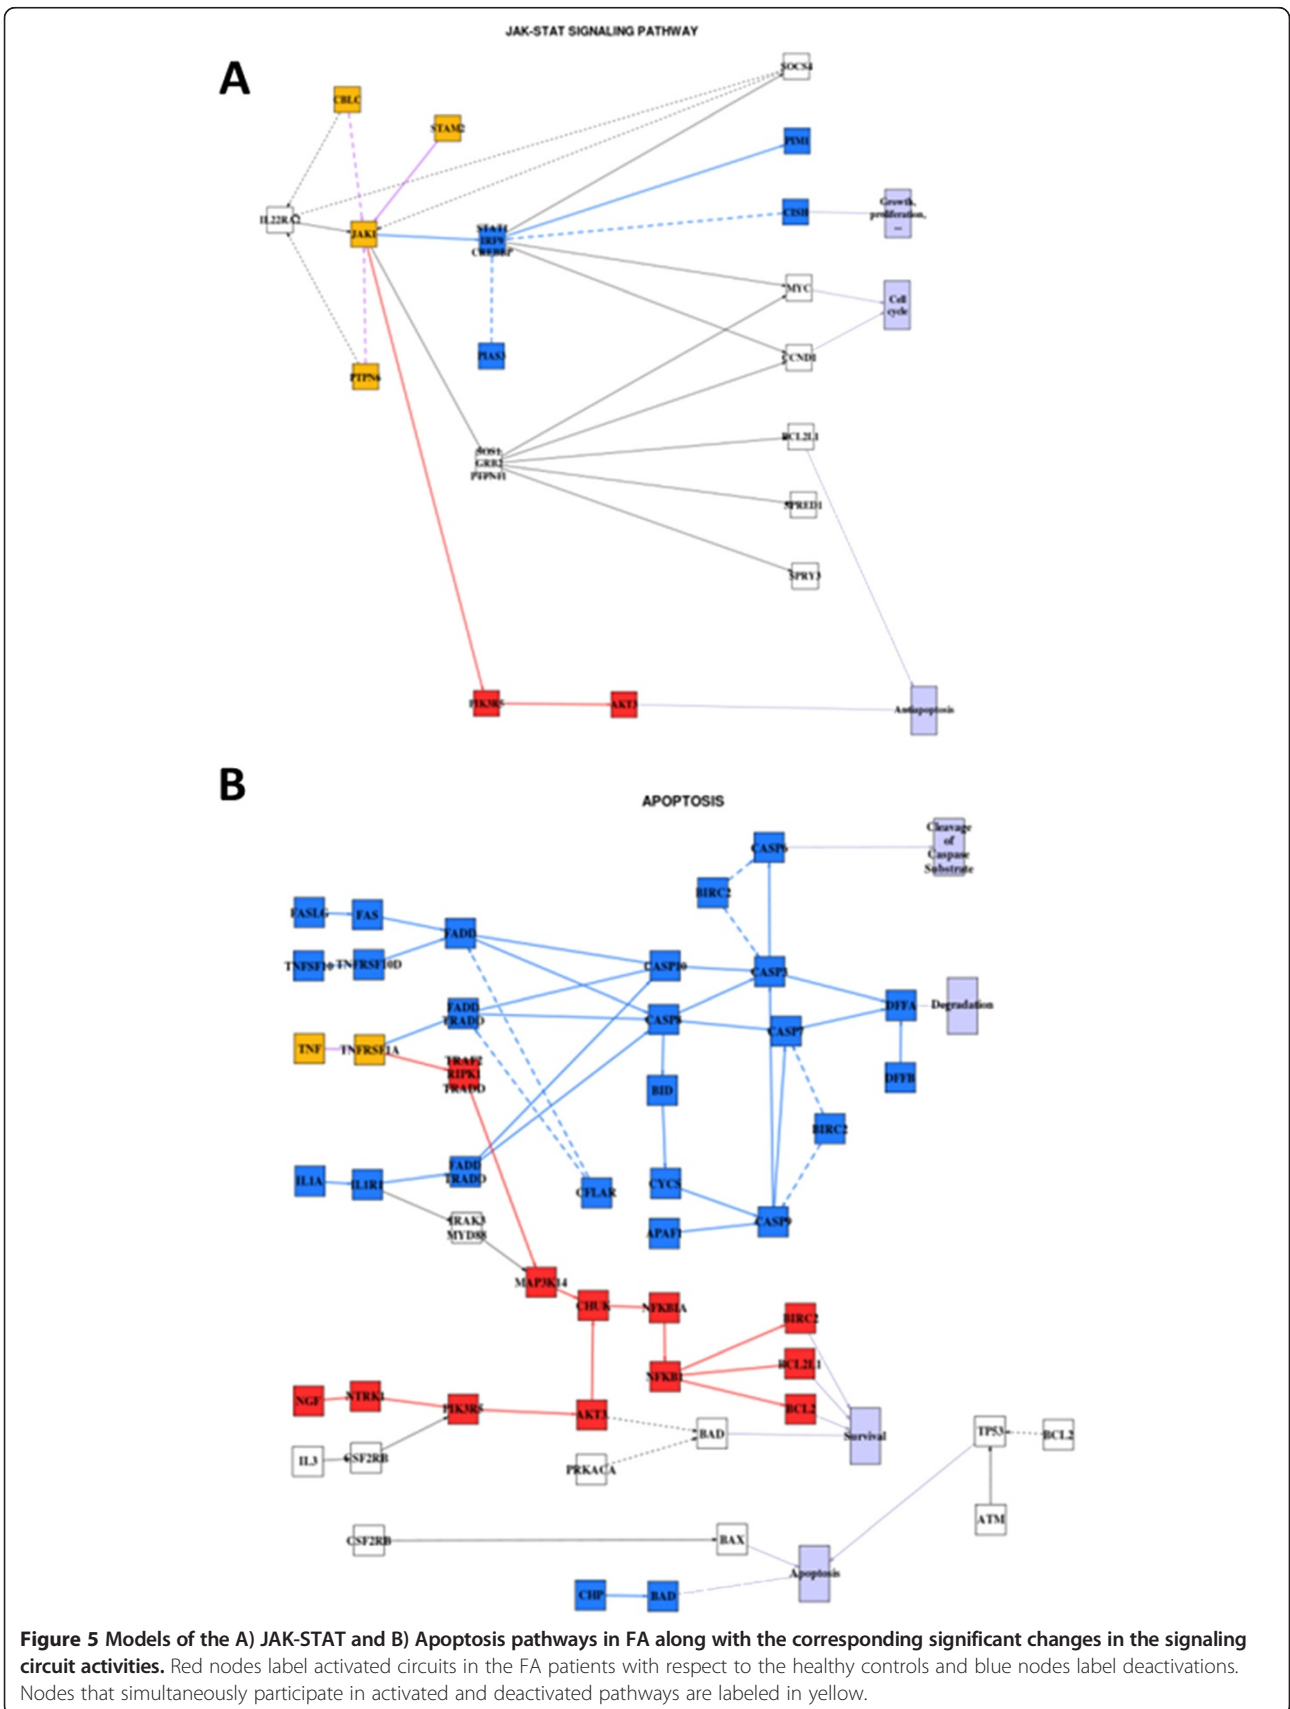 JAK-STAT SIGNALING PATHWAY
A
SOCS4
CBLC
STAM2
PIM1
IL22RA2
JAK1
STAT1
IRF9
CREBBP
CISH
Growth,
proliferation,
...
MYC
Cell
cycle
PIAS3
CCND1
PTPN6
BCL2L1
SOS1
GRB2
PTPN11
SPRED1
SPRY3
PIK3R5
AKT3
Antiapoptosis
B
APOPTOSIS
CASP6
Cleavage
of
Caspase
Substrate
BIRC2
FASLG
FAS
FADD
TNFSF10
TNFRSF10D
CASP10
CASP3
FADD
TRADD
CASP8
CASP7
DFFA
Degradation
TNF
TNFRSF1A
TRAF2
RIPK1
TRADD
BID
DFFB
BIRC2
IL1A
IL1R1
FADD
TRADD
CFLAR
CYCS
IRAK3
MYD88
APAF1
CASP9
MAP3K14
CHUK
NFKBIA
BIRC2
BCL2L1
NFKB1
NGF
NTRK1
PIK3R5
AKT3
BCL2
BAD
Survival
TP53
BCL2
IL3
CSF2RB
PRKACA
ATM
CSF2RB
BAX
Apoptosis
CHP
BAD
Figure 5 Models of the A) JAK-STAT and B) Apoptosis pathways in FA along with the corresponding significant changes in the signaling
circuit activities. Red nodes label activated circuits in the FA patients with respect to the healthy controls and blue nodes label deactivations.
Nodes that simultaneously participate in activated and deactivated pathways are labeled in yellow.